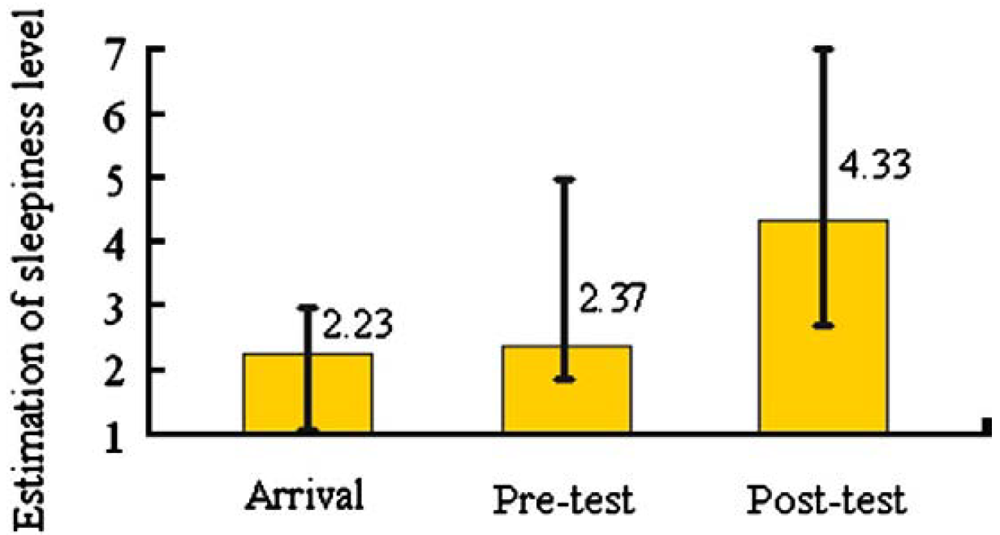 Estimation of sleepiness level
7
6
5
4
3
2
1
2.23
2.37
4.33
Arrival
Pre-test
Post-test